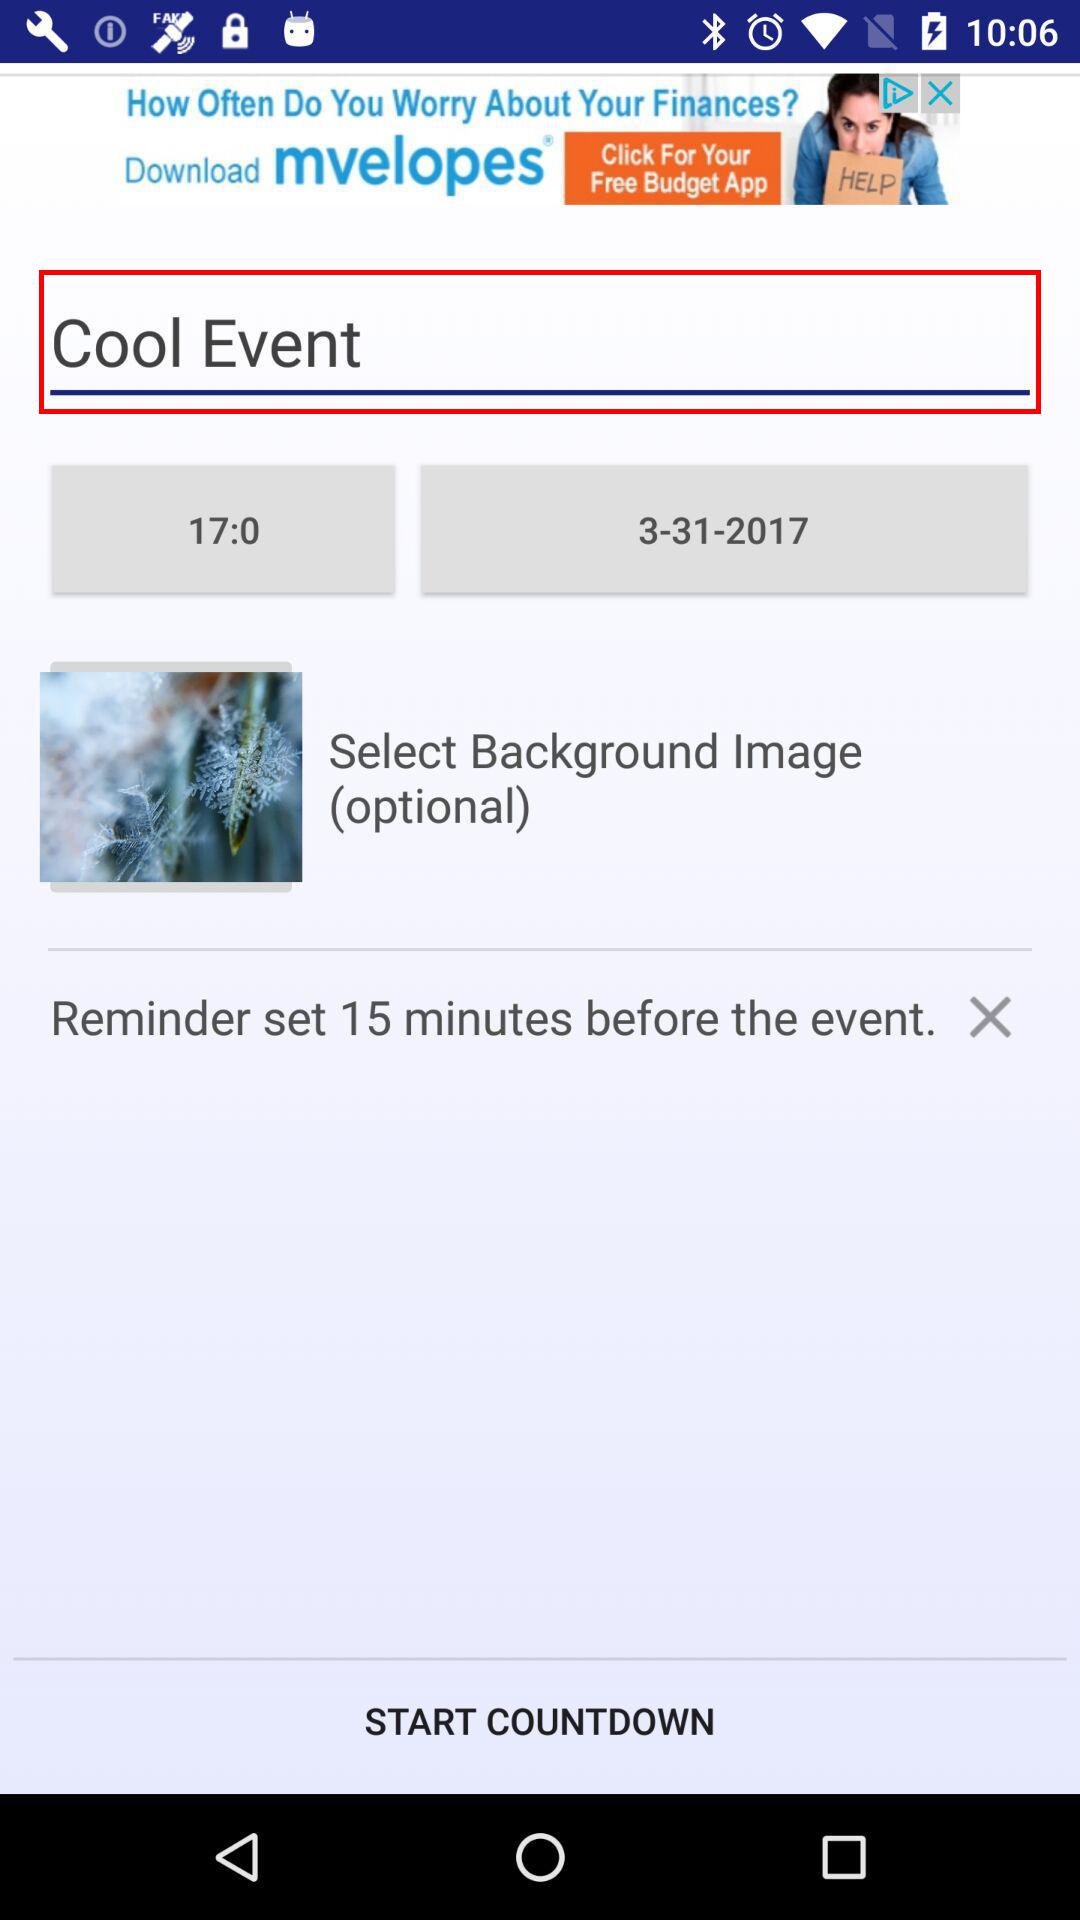 FAKE
10:06
How Often Do You Worry About Your Finances?
Download mvelopes®
Click For Your
Free Budget App
HELP
Cool Event
17:0
3-31-2017
Select Background Image
(optional)
Reminder set 15 minutes before the event.
START COUNTDOWN